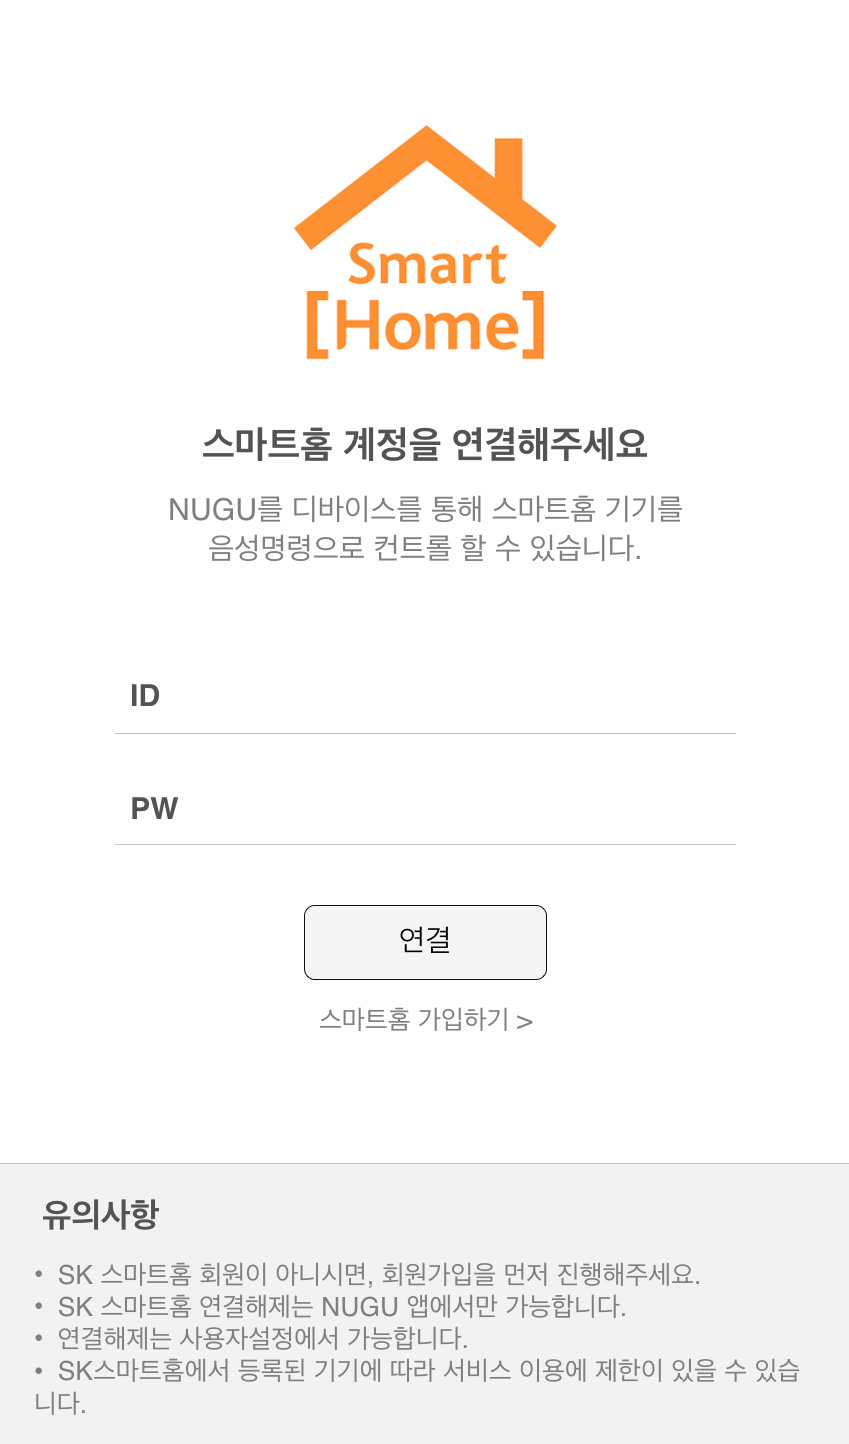 Smart
[Home]
스마트홈 계정을 연결해주세요
NUGU를 디바이스를 통해 스마트홈 기기를
음성명령으로 컨트롤 할 수 있습니다.
ID
PW
연결
스마트홈 가입하기 >
유의사항
• SK 스마트홈 회원이 아니시면, 회원가입을 먼저 진행해주세요.
• SK 스마트홈 연결해제는 NUGU 앱에서만 가능합니다.
• 연결해제는 사용자설정에서 가능합니다.
• SK스마트홈에서 등록된 기기에 따라 서비스 이용에 제한이 있을 수 있습
니다.